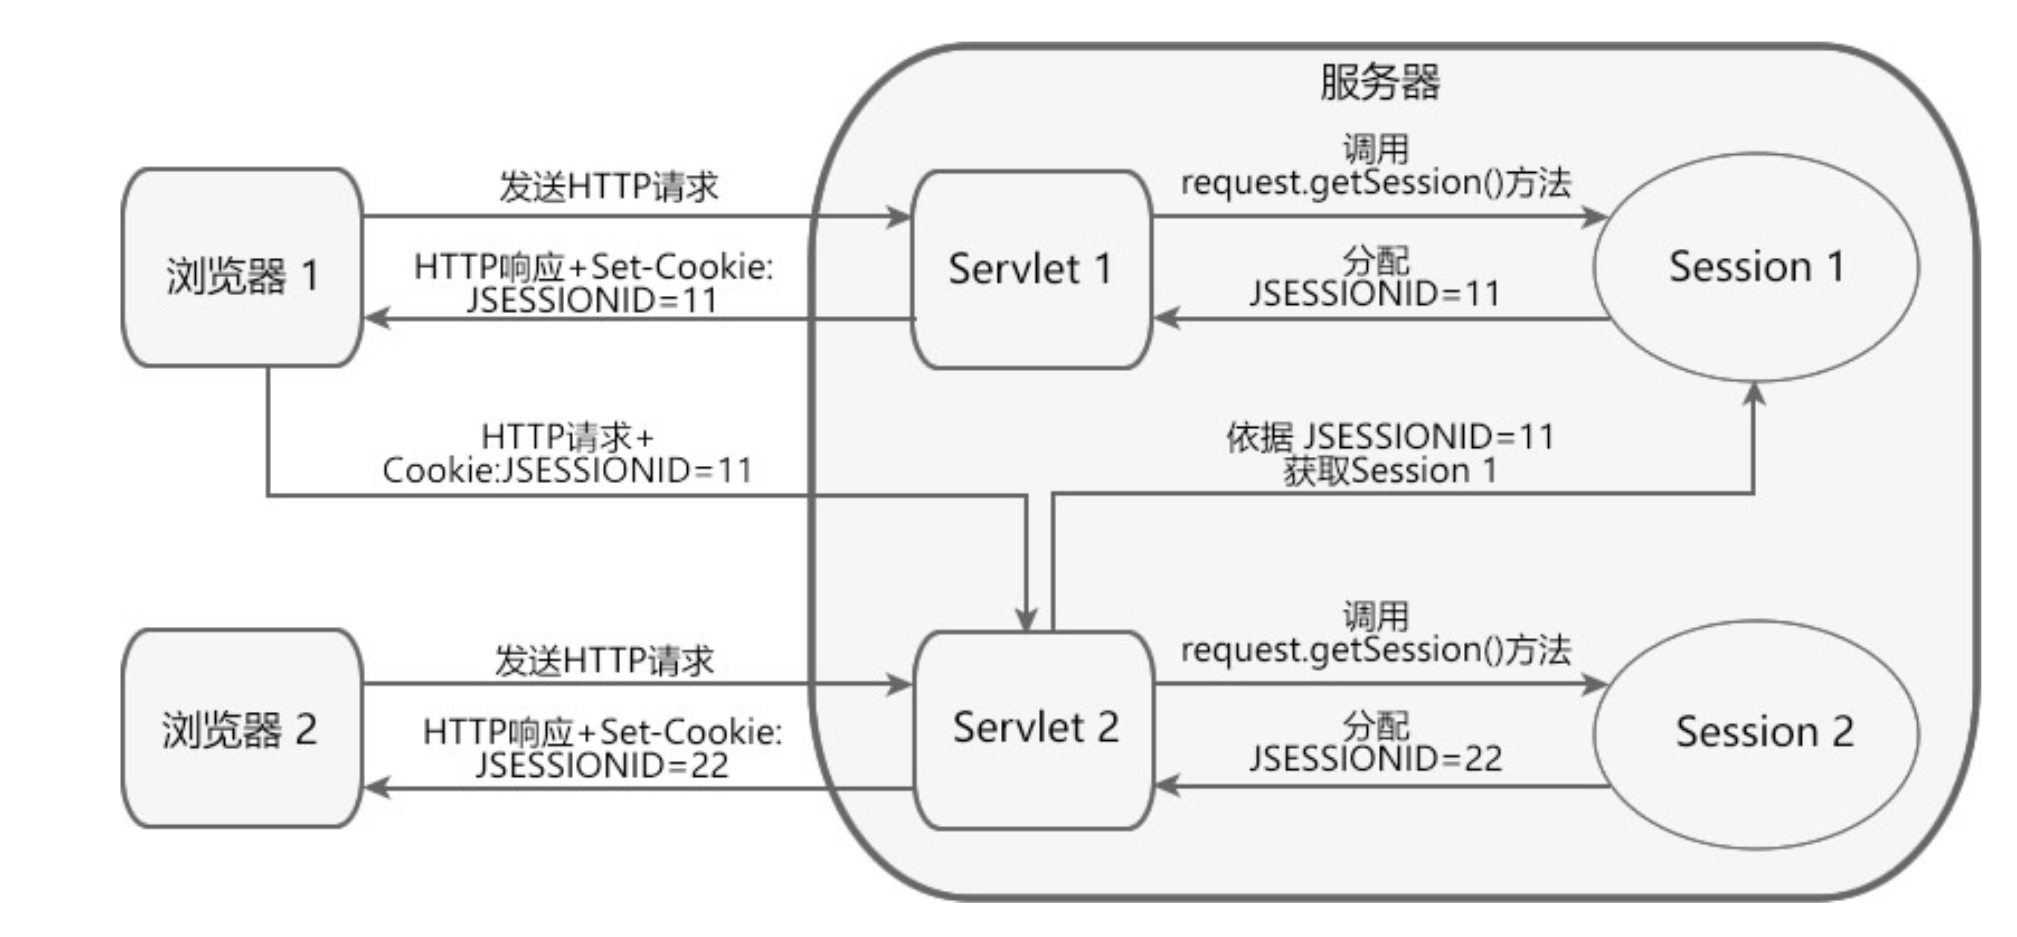 服务器
调用
发送HTTP请求
request.getSession()方法
浏览器 1
HTTP响应+Set-Cookie:
JSESSIONID=11
Servlet 1
分配
JSESSIONID=11
Session 1
HTTP请求+
Cookie:JSESSIONID=11
依据 JSESSIONID=11
获取Session 1
调用
发送HTTP请求
request.getSession()方法
浏览器 2
HTTP响应+Set-Cookie:
JSESSIONID=22
Servlet 2
分配
JSESSIONID=22
Session 2